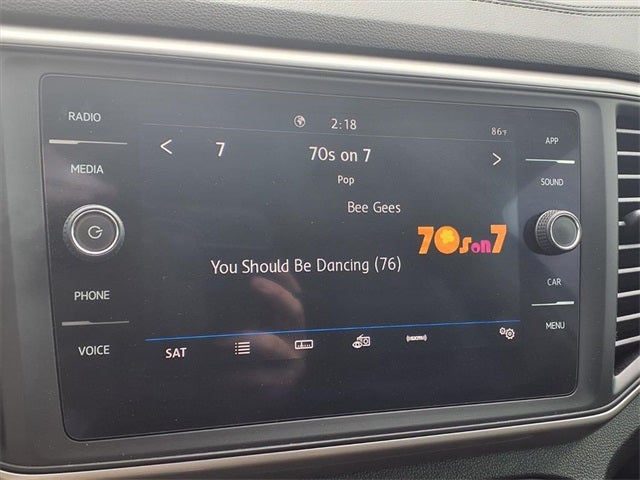 RADIO
MEDIA
PHONE
VOICE
2:18
86°F
7
70s on 7
Pop
Bee Gees
70s on 7
You Should Be Dancing (76)
SAT
APP
SOUND
CAR
MENU